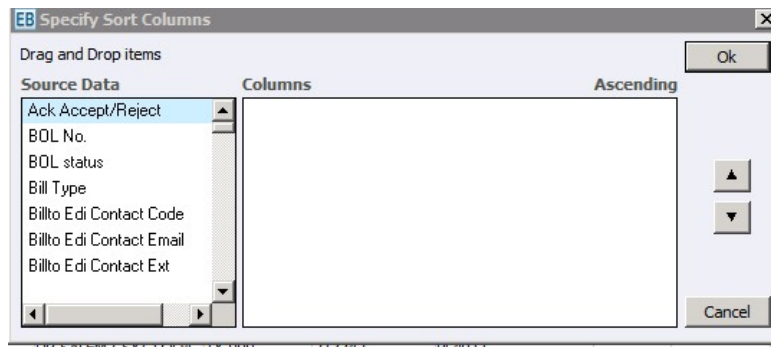 EB Specify Sort Columns
Drag and Drop items
Ok
Source Data Columns Ascending
Ack Accept/Reject
BOL No.
BOL status
Bill Type
Billto Edi Contact Code
Billto Edi Contact Email
Billto Edi Contact Ext
Cancel